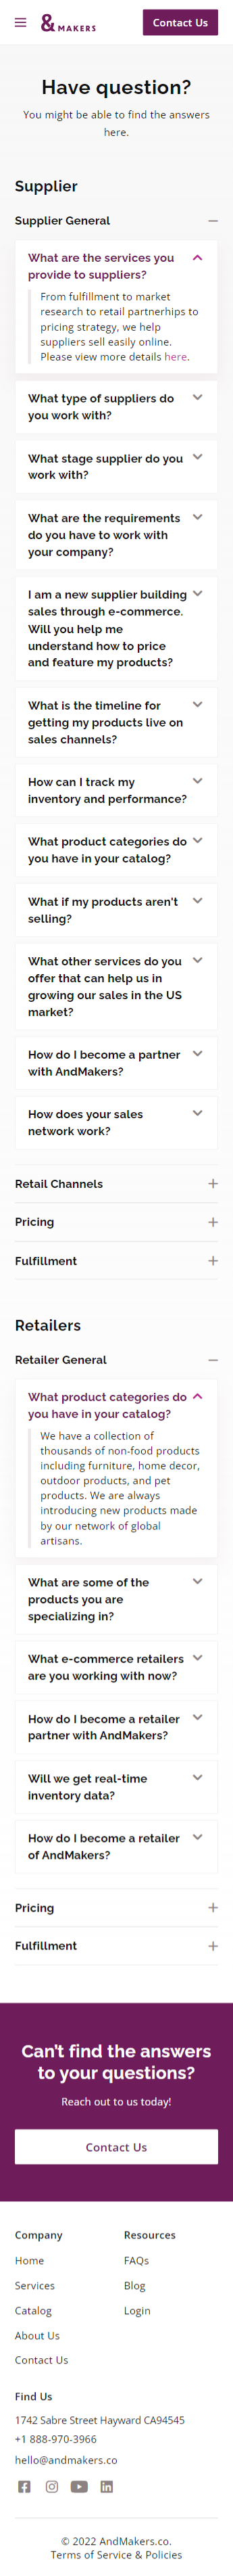 & MAKERS
Contact Us
Have question?
You might be able to find the answers
here.
Supplier
Supplier General
What are the services you
provide to suppliers?
From fulfillment to market
research to retail partnerhips to
pricing strategy, we help
suppliers sell easily online.
Please view more details here.
What type of suppliers do
you work with?
What stage supplier do you
work with?
What are the requirements
do you have to work with
your company?
I am a new supplier building
sales through e-commerce.
Will you help me
understand how to price
and feature my products?
What is the timeline for
getting my products live on
sales channels?
How can I track my
inventory and performance?
What product categories do
you have in your catalog?
What if my products aren't
selling?
What other services do you
offer that can help us in
growing our sales in the US
market?
How do I become a partner
with AndMakers?
How does your sales
network work?
Retail Channels
Pricing
Fulfillment
Retailers
Retailer General
What product categories do
you have in your catalog?
We have a collection of
thousands of non-food products
including furniture, home decor,
outdoor products, and pet
products. We are always
introducing new products made
by our network of global
artisans.
What are some of the
products you are
specializing in?
What e-commerce retailers
are you working with now?
How do I become a retailer
partner with AndMakers?
Will we get real-time
inventory data?
How do I become a retailer
of AndMakers?
Pricing
Fulfillment
Can't find the answers
to your questions?
Reach out to us today!
Contact Us
Company
Home
Services
Catalog
About Us
Contact Us
Resources
FAQs
Blog
Login
Find Us
1742 Sabre Street Hayward CA94545
+1 888-970-3966
hello@andmakers.co
© 2022 AndMakers.co.
Terms of Service & Policies